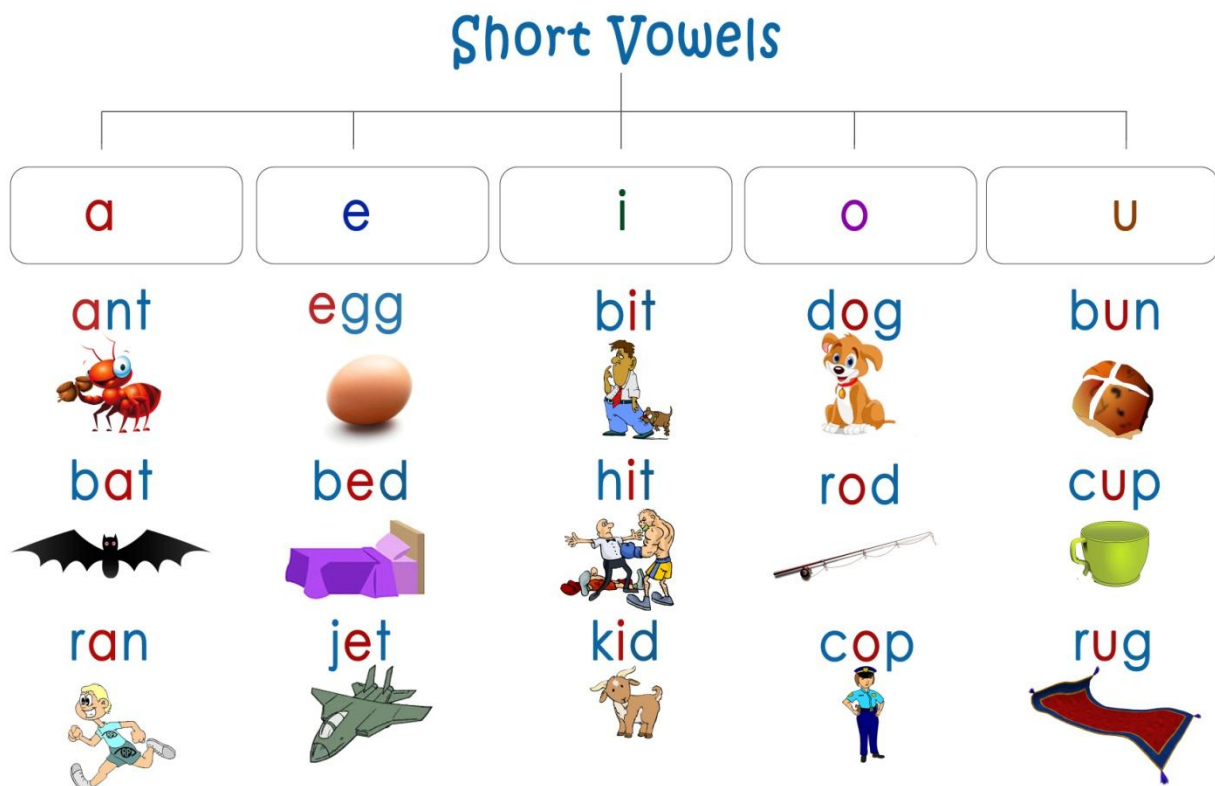 Short Vowels
a e i o u
ant egg bit dog bun
bat bed hit rod cup
ran jet kid cop rug